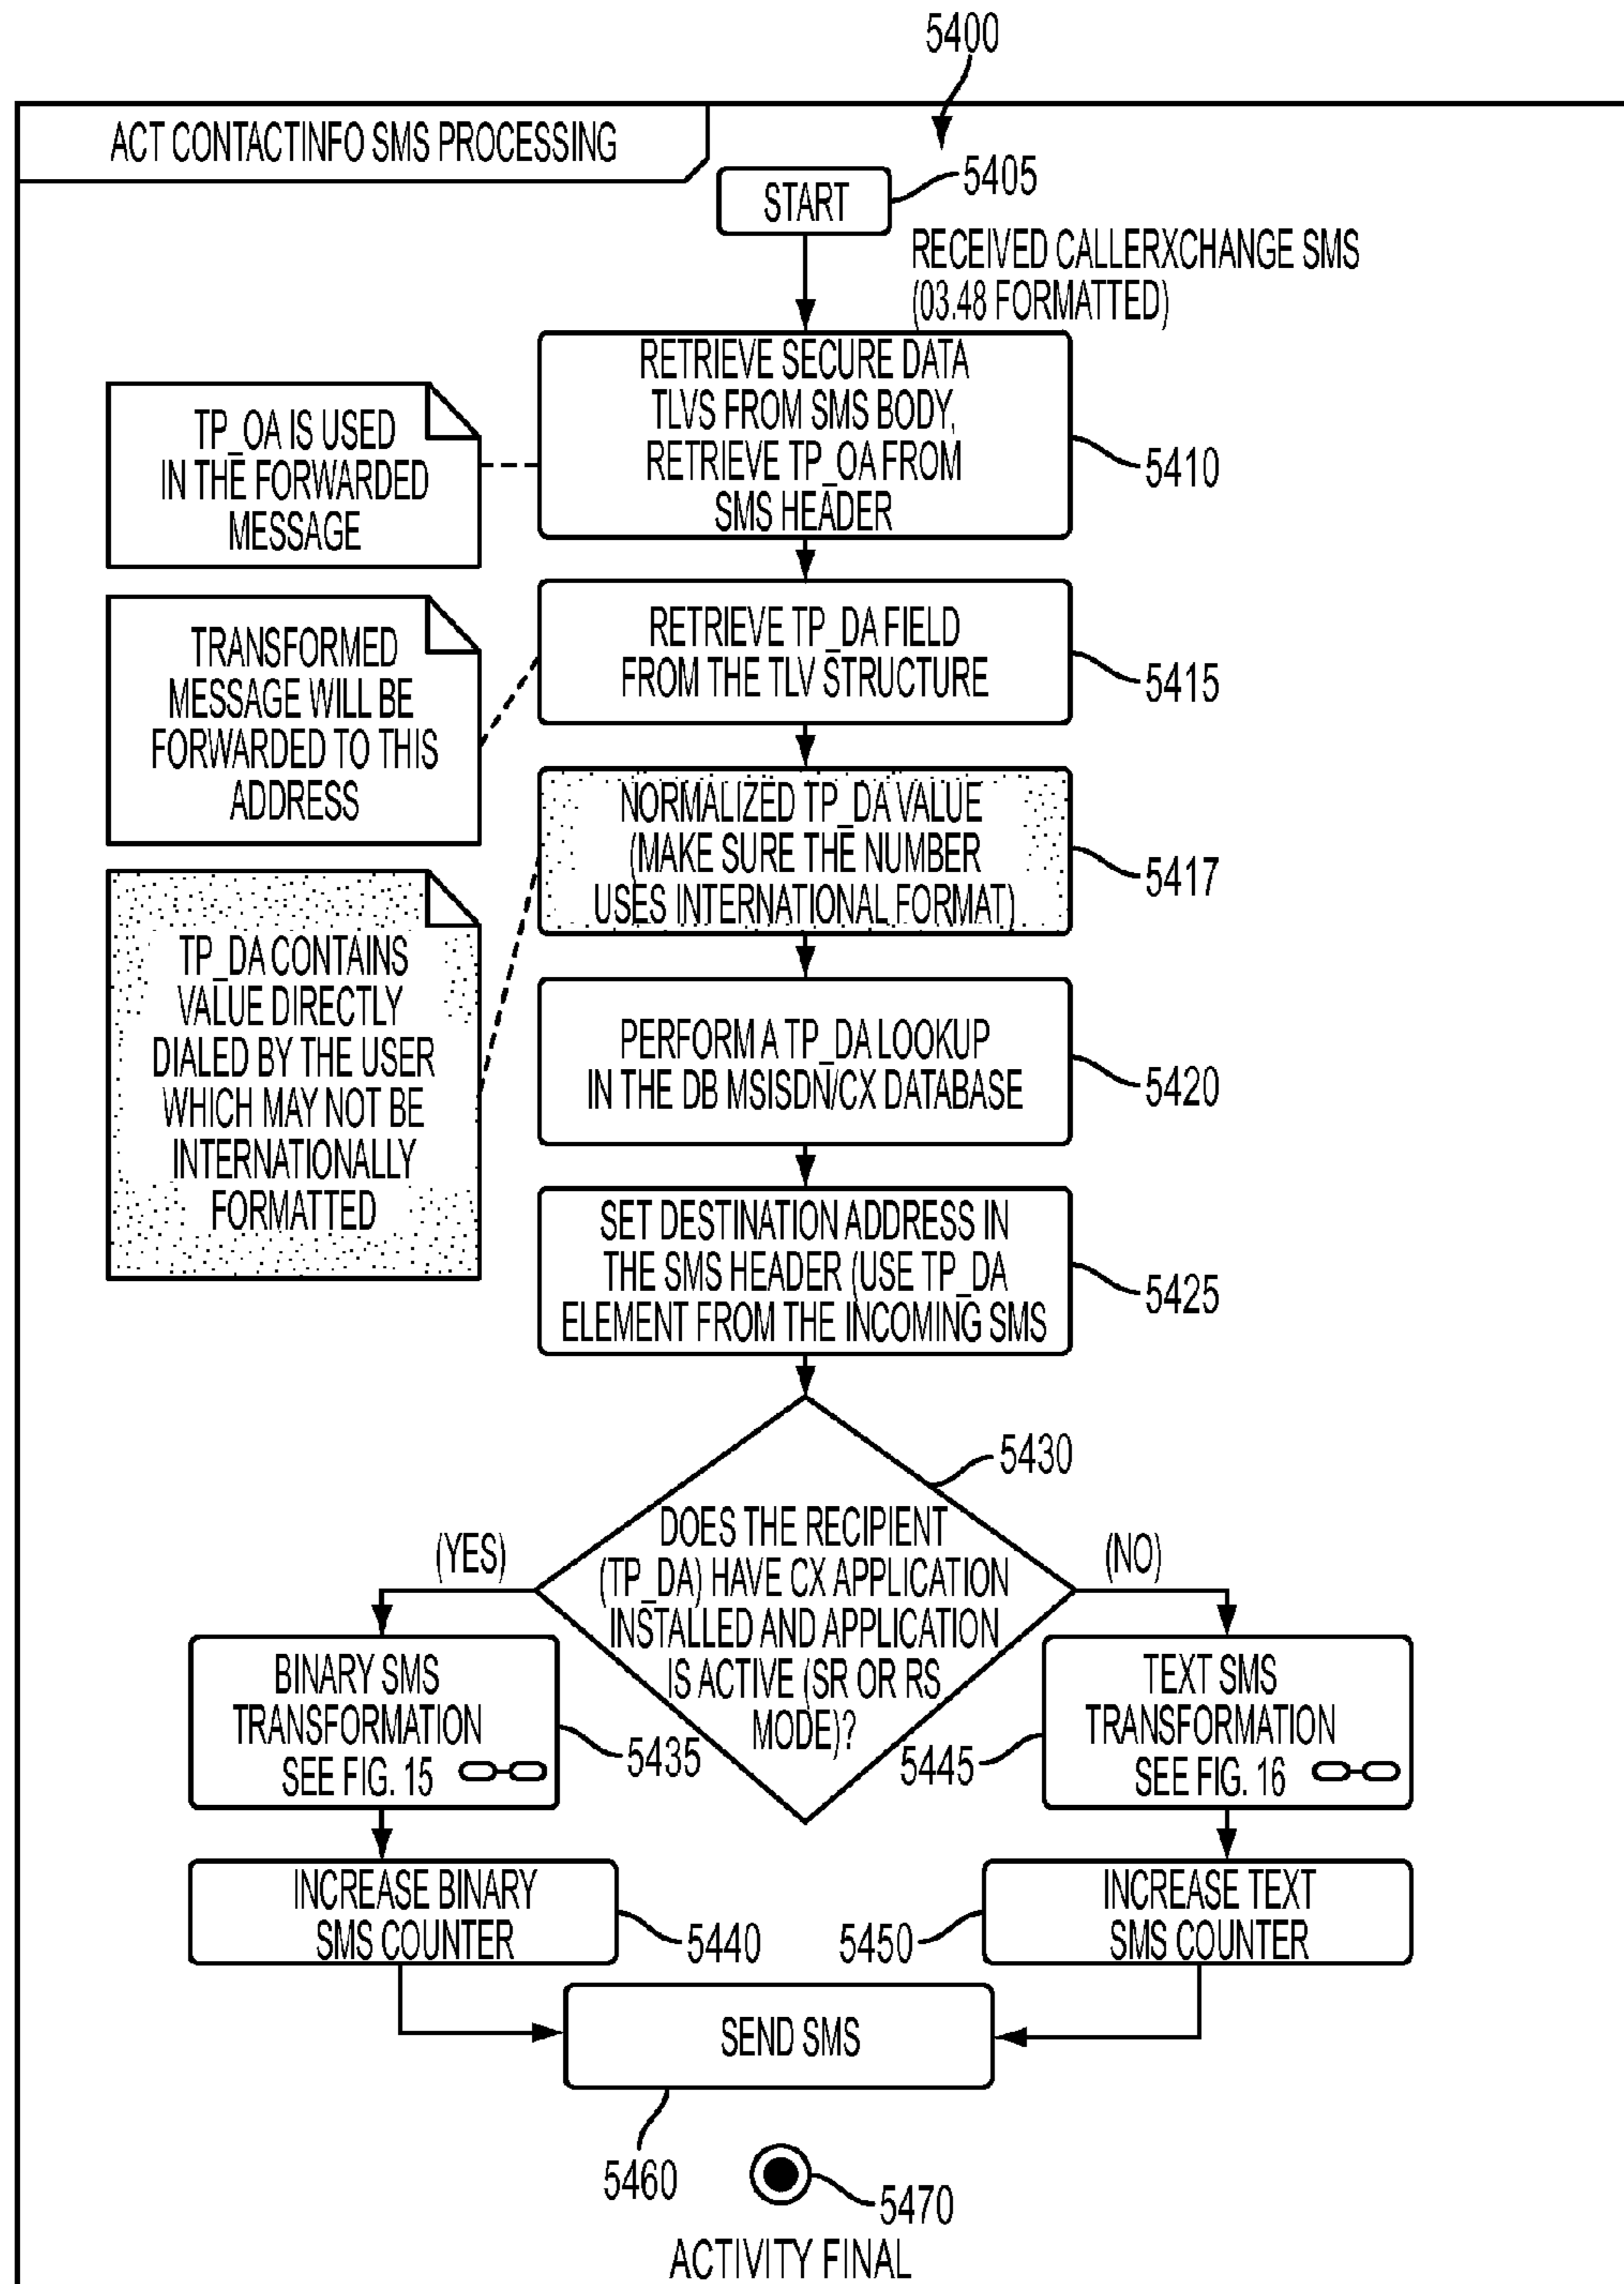 5400
ACT CONTACTINFO SMS PROCESSING
START
5405
RECEIVED CALLERXCHANGE SMS
(03.48 FORMATTED)
RETRIEVE SECURE DATA
TLVS FROM SMS BODY,
RETRIEVE TP_OA FROM
SMS HEADER
5410
TP_OA IS USED
IN THE FORWARDED
MESSAGE
RETRIEVE TP_DA FIELD
FROM THE TLV STRUCTURE
5415
TRANSFORMED
MESSAGE WILL BE
FORWARDED TO THIS
ADDRESS
NORMALIZED TP_DA VALUE
(MAKE SURE THE NUMBER
USES INTERNATIONAL FORMAT)
5417
TP_DA CONTAINS
VALUE DIRECTLY
DIALED BY THE USER
WHICH MAY NOT BE
INTERNATIONALLY
FORMATTED
PERFORM A TP_DA LOOKUP
IN THE DB MSISDN/CX DATABASE
5420
SET DESTINATION ADDRESS IN
THE SMS HEADER (USE TP_DA
ELEMENT FROM THE INCOMING SMS
5425
5430
DOES THE RECIPIENT
(TP_DA) HAVE CX APPLICATION
INSTALLED AND APPLICATION
IS ACTIVE (SR OR RS
MODE)?
(YES)
(NO)
BINARY SMS
TRANSFORMATION
SEE FIG. 15
5435
5445
TEXT SMS
TRANSFORMATION
SEE FIG. 16
INCREASE BINARY
SMS COUNTER
5440
5450
INCREASE TEXT
SMS COUNTER
SEND SMS
5460
5470
ACTIVITY FINAL